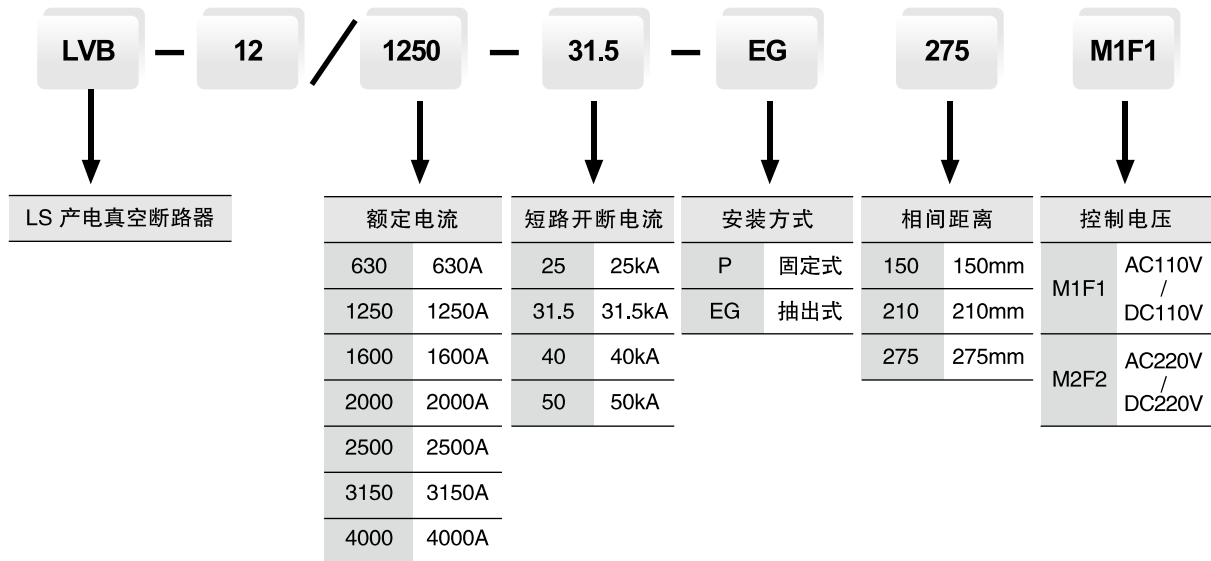 LVB — 12 / 1250 — 31.5 — EG 275 M1F1
LS 产电真空断路器
额定电流
630 630A
1250 1250A
1600 1600A
2000 2000A
2500 2500A
3150 3150A
4000 4000A
短路开断电流
25 25kA
31.5 31.5kA
40 40kA
50 50kA
安装方式
P 固定式
EG 抽出式
相间距离
150 150mm
210 210mm
275 275mm
控制电压
M1F1
AC110V
/
DC110V
M2F2
AC220V
/
DC220V